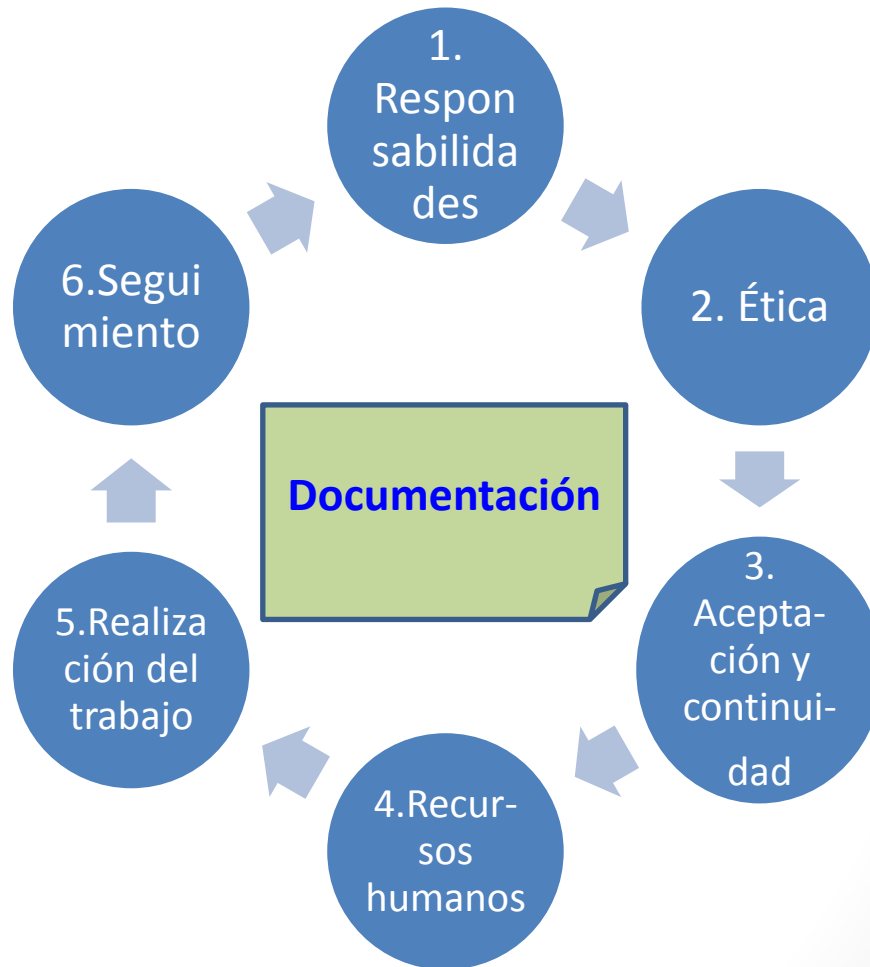 1.
Respon
sabilida
des
2. Ética
3.
Acepta-
ción y
continui-
dad
4.Recur-
sos
humanos
5.Realiza
ción del
trabajo
6.Segui
miento
Documentación